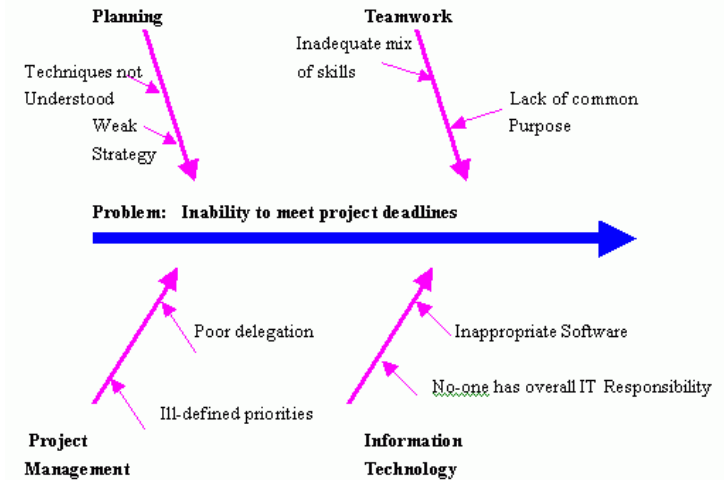 Planning
Teamwork
Techniques not
Understood
Weak
Strategy
Inadequate mix
of skills
Lack of common
Purpose
Problem: Inability to meet project deadlines
Poor delegation
Ill-defined priorities
Inappropriate Software
No-one has overall IT Responsibility
Project
Management
Information
Technology